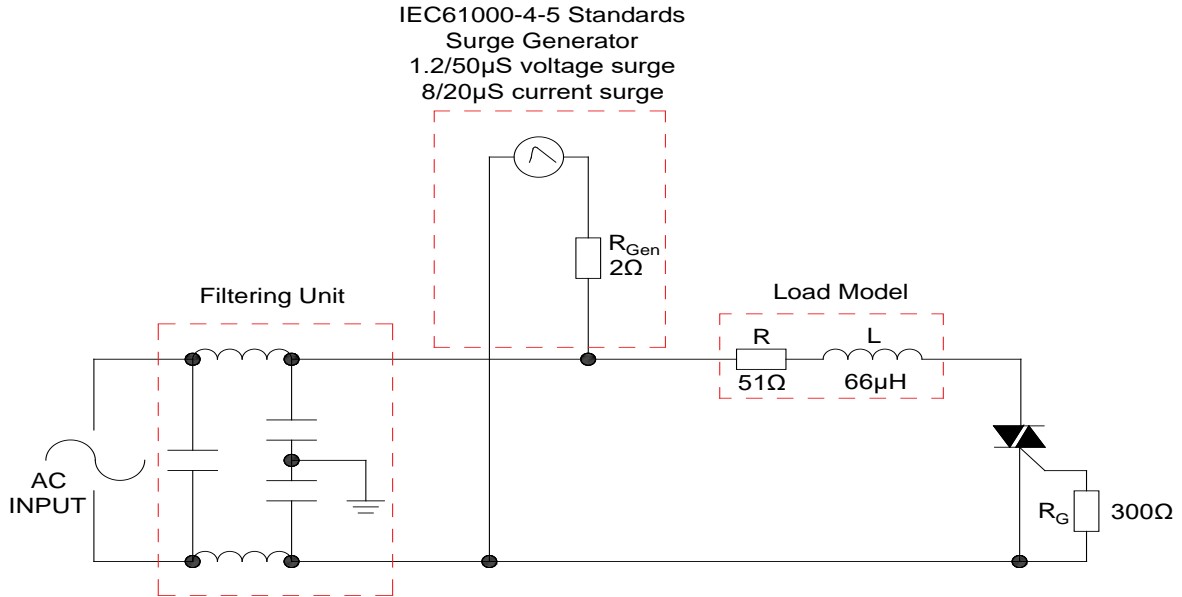 IEC61000-4-5 Standards
Surge Generator
1.2/50µS voltage surge
8/20µS current surge
R_Gen
2Ω
Filtering Unit
Load Model
R
L
51Ω
66µH
AC
INPUT
R_G
300Ω